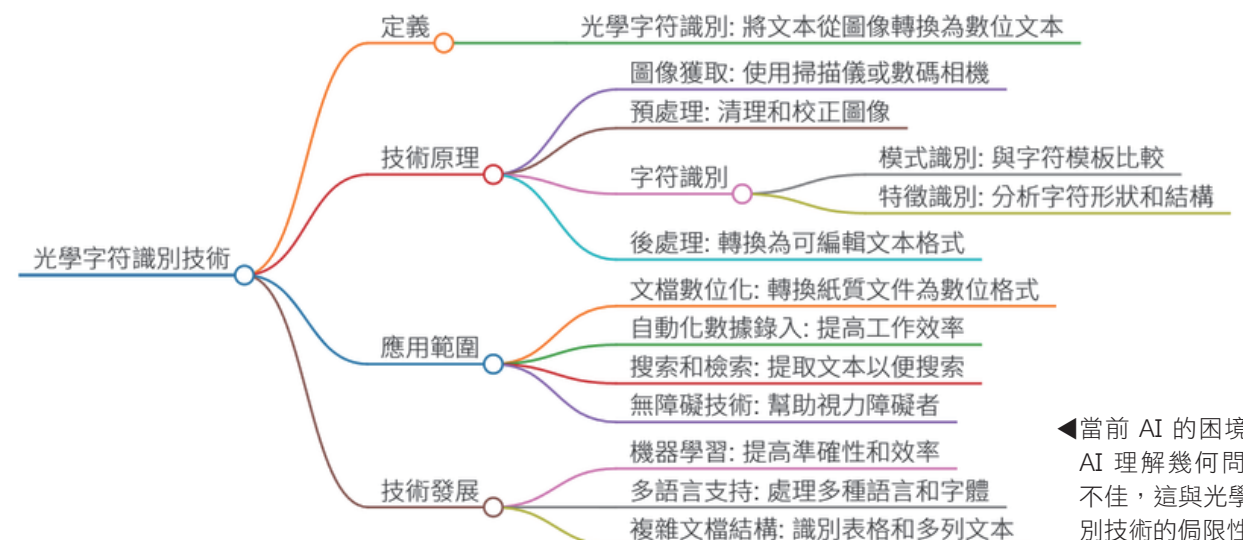 光學字符識別技術
定義
光學字符識別: 將文本從圖像轉換為數位文本
技術原理
圖像獲取: 使用掃描儀或數碼相機
預處理: 清理和校正圖像
字符識別
模式識別: 與字符模板比較
特徵識別: 分析字符形狀和結構
後處理: 轉換為可編輯文本格式
應用範圍
文檔數位化: 轉換紙質文件為數位格式
自動化數據錄入: 提高工作效率
搜索和檢索: 提取文本以便搜索
無障礙技術: 幫助視力障礙者
技術發展
機器學習: 提高準確性和效率
多語言支持: 處理多種語言和字體
複雜文檔結構: 識別表格和多列文本
◀當前 AI 的困境
AI 理解幾何問
不佳，這與光學
別技術的侷限性